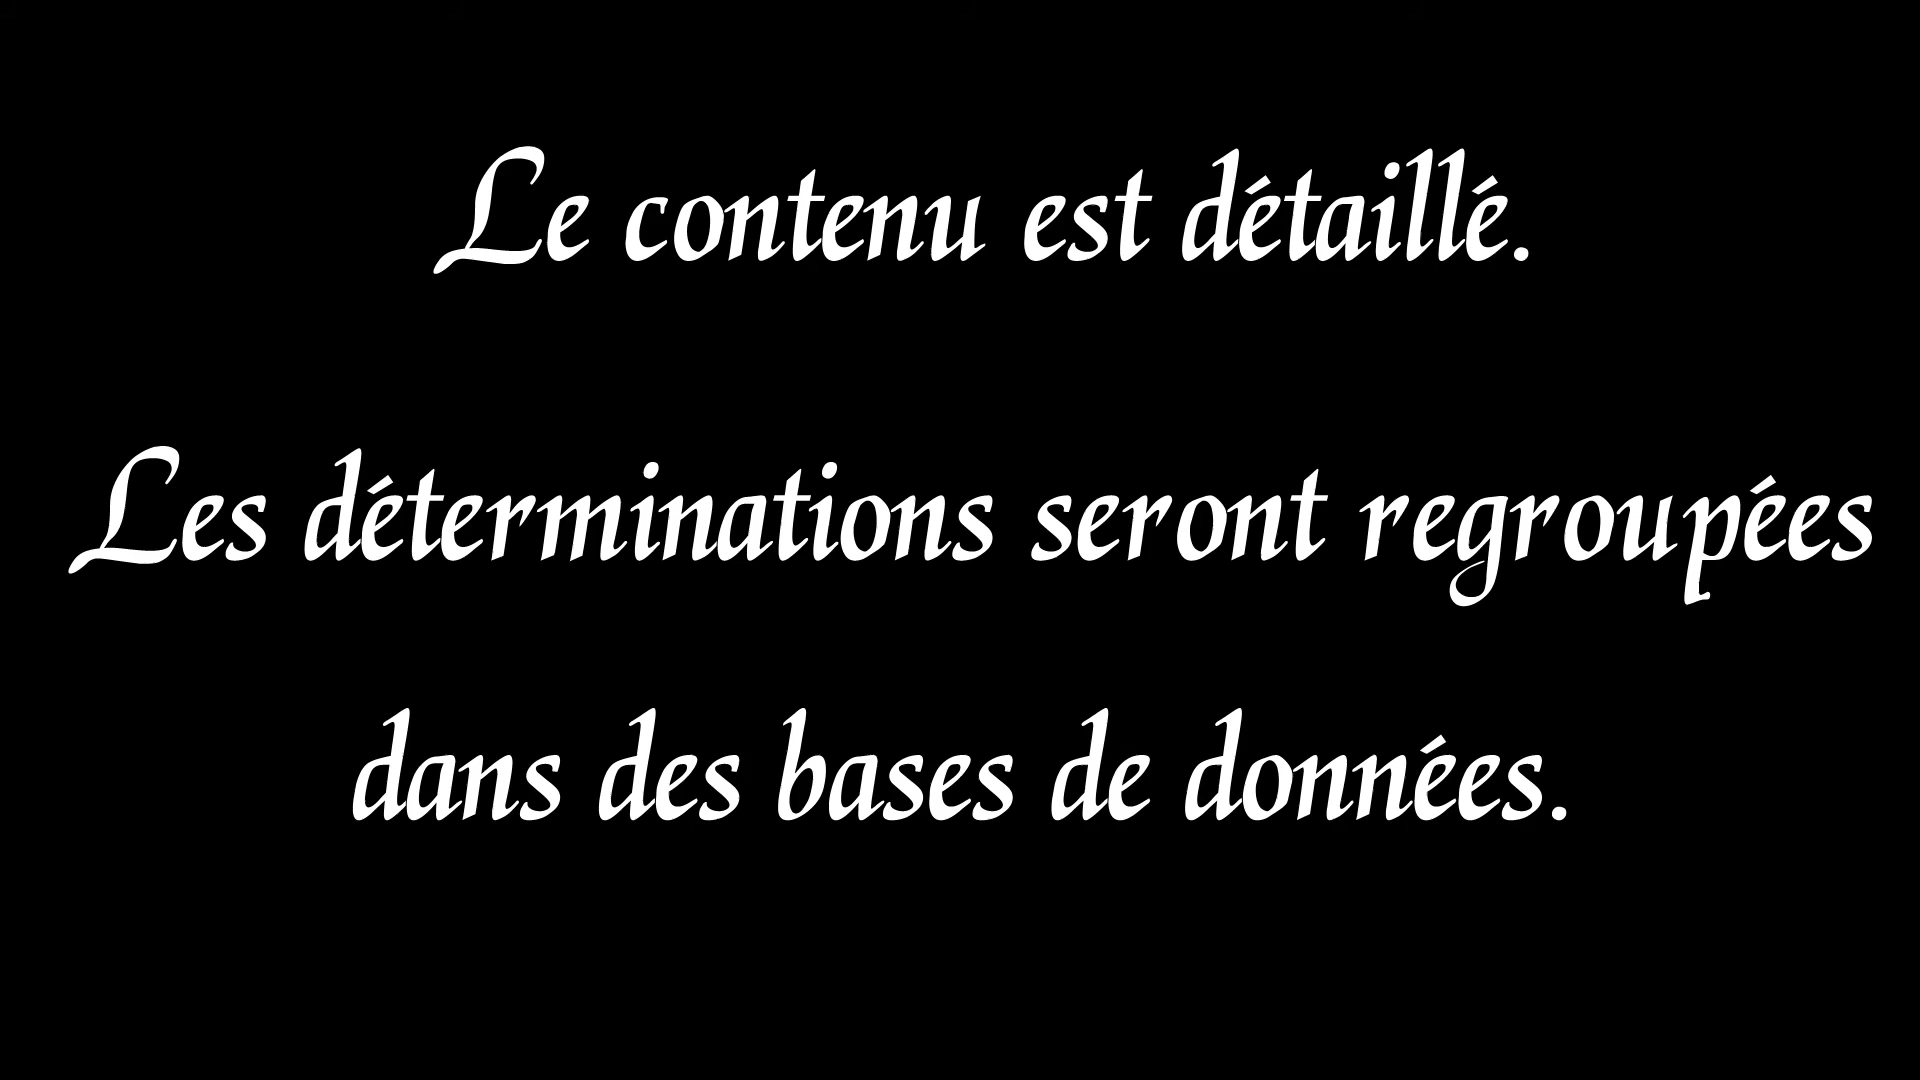 Le contenu est détaillé.
Les déterminations seront regroupées
dans des bases de données.